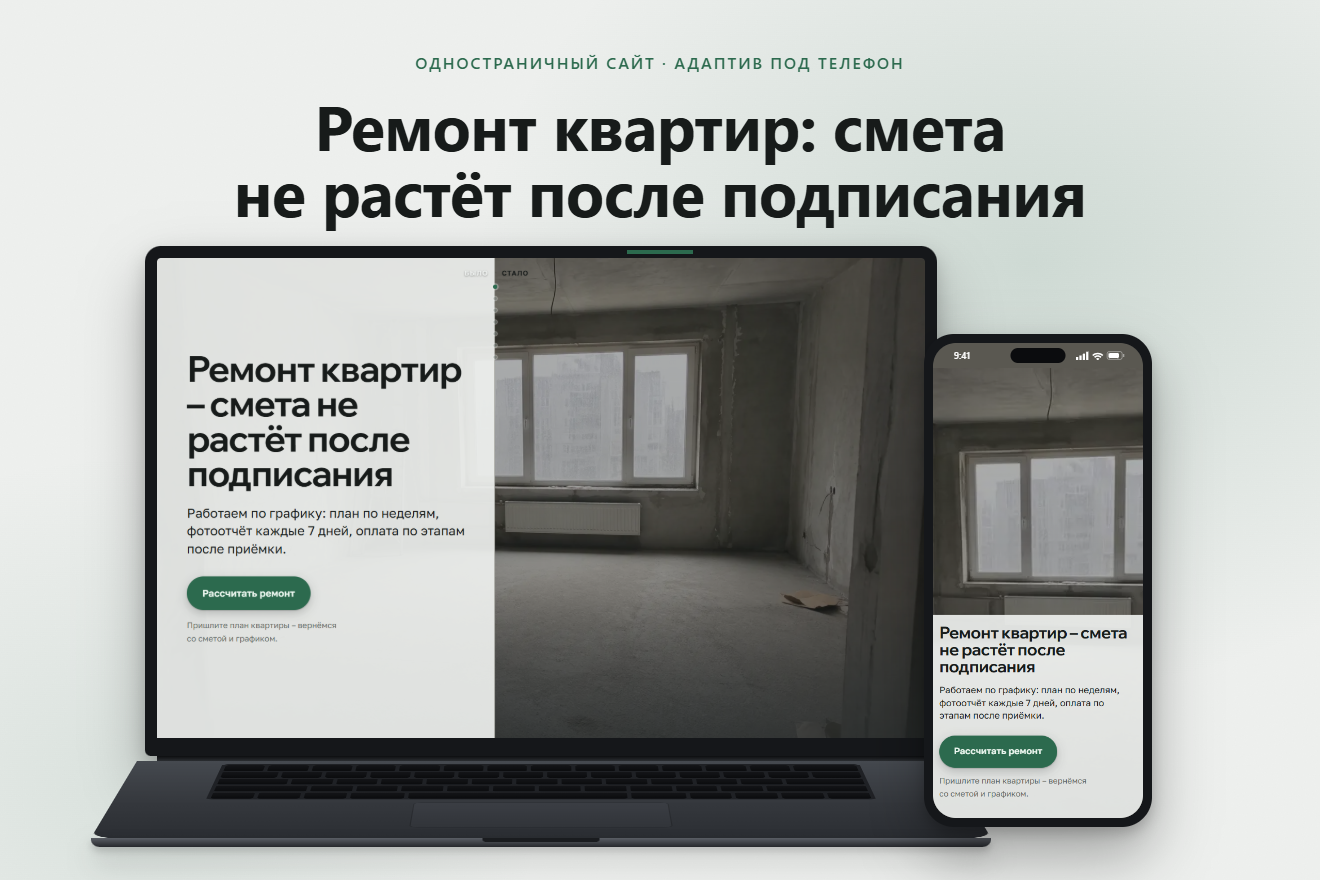 ОДНОСТРАНИЧНЫЙ САЙТ · АДАПТИВ ПОД ТЕЛЕФОН
Ремонт квартир: смета
не растёт после подписания
БЫЛО
СТАЛО
Ремонт квартир
– смета не
растёт после
подписания
Работаем по графику: план по неделям,
фотоотчёт каждые 7 дней, оплата по этапам
после приёмки.
Рассчитать ремонт
Пришлите план квартиры – вернёмся
со сметой и графиком.
9:41
Ремонт квартир – смета
не растёт после
подписания
Работаем по графику: план по неделям,
фотоотчёт каждые 7 дней, оплата по
этапам после приёмки.
Рассчитать ремонт
Пришлите план квартиры – вернёмся
со сметой и графиком.